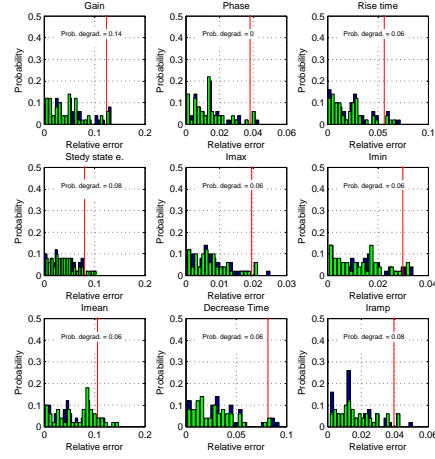 Gain
Phase
Rise time
0.5
0.4
0.3
0.2
0.1
0
Probability
Prob. degrad. = 0.14
0
0.1
0.2
Relative error
0.5
0.4
0.3
0.2
0.1
0
Probability
Prob. degrad. = 0
0
0.02
0.04
0.06
Relative error
0.5
0.4
0.3
0.2
0.1
0
Probability
Prob. degrad. = 0.06
0
0.05
0.1
Relative error
Stedy state e.
Imax
Imin
0.5
0.4
0.3
0.2
0.1
0
Probability
Prob. degrad. = 0.08
0
0.1
0.2
Relative error
0.5
0.4
0.3
0.2
0.1
0
Probability
Prob. degrad. = 0.06
0
0.01
0.02
0.03
Relative error
0.5
0.4
0.3
0.2
0.1
0
Probability
Prob. degrad. = 0.06
0
0.02
0.04
Relative error
Imean
Decrease Time
Iramp
0.5
0.4
0.3
0.2
0.1
0
Probability
Prob. degrad. = 0.06
0
0.1
0.2
Relative error
0.5
0.4
0.3
0.2
0.1
0
Probability
Prob. degrad. = 0.06
0
0.05
0.1
Relative error
0.5
0.4
0.3
0.2
0.1
0
Probability
Prob. degrad. = 0.08
0
0.02
0.04
0.06
Relative error